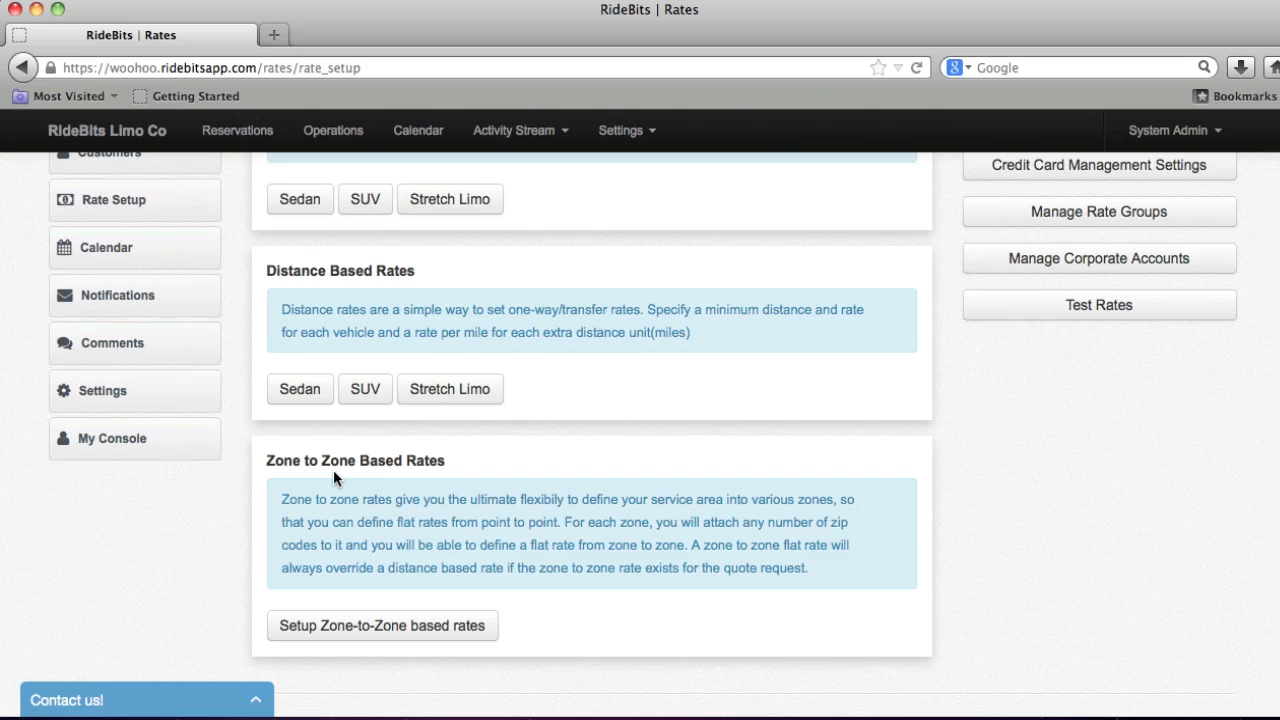 RideBits | Rates
RideBits | Rates
https://woohoo.ridebitsapp.com/rates/rate_setup
Google
Most Visited
Getting Started
Bookmarks
RideBits Limo Co
Reservations
Operations
Calendar
Activity Stream
Settings
System Admin
Customers
Rate Setup
Calendar
Notifications
Comments
Settings
My Console
Sedan
SUV
Stretch Limo
Distance Based Rates
Distance rates are a simple way to set one-way/transfer rates. Specify a minimum distance and rate
for each vehicle and a rate per mile for each extra distance unit(miles)
Sedan
SUV
Stretch Limo
Zone to Zone Based Rates
Zone to zone rates give you the ultimate flexibily to define your service area into various zones, so
that you can define flat rates from point to point. For each zone, you will attach any number of zip
codes to it and you will be able to define a flat rate from zone to zone. A zone to zone flat rate will
always override a distance based rate if the zone to zone rate exists for the quote request.
Setup Zone-to-Zone based rates
Credit Card Management Settings
Manage Rate Groups
Manage Corporate Accounts
Test Rates
Contact us!